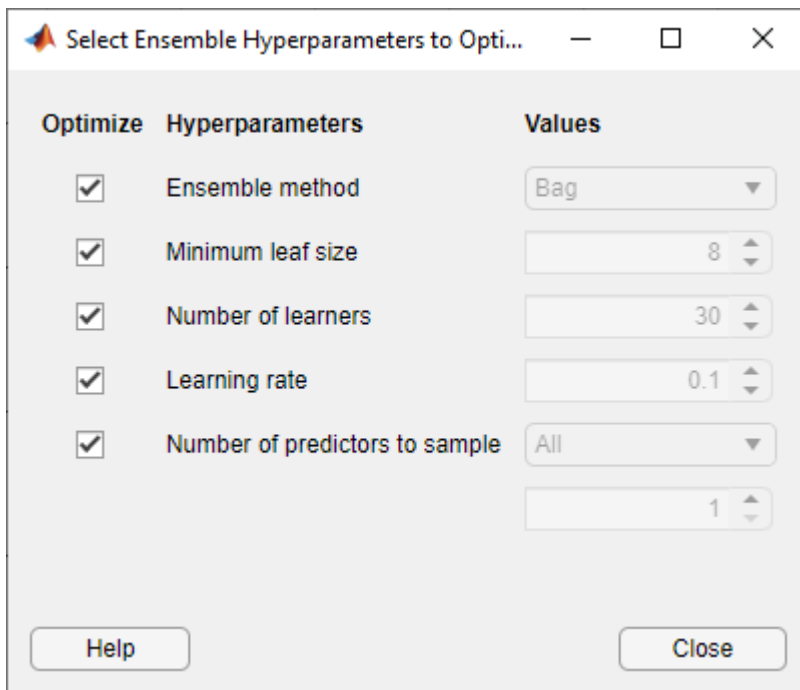 Select Ensemble Hyperparameters to Opti...
Optimize Hyperparameters Values
Ensemble method Bag
Minimum leaf size 8
Number of learners 30
Learning rate 0.1
Number of predictors to sample All
1
Help Close